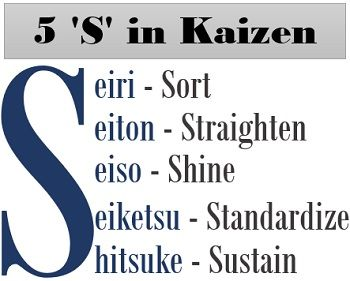 5 'S' in Kaizen
Seiri - Sort
Seiton - Straighten
Seiso - Shine
Seiketsu - Standardize
Shitsuke - Sustain